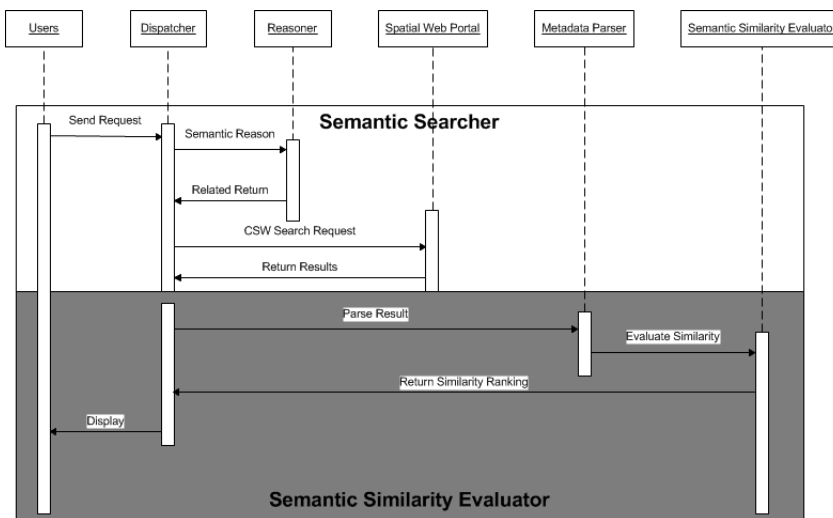 Users
Dispatcher
Reasoner
Spatial Web Portal
Metadata Parser
Semantic Similarity Evaluator
Semantic Searcher
Send Request
Semantic Reason
Related Return
CSW Search Request
Return Results
Parse Result
Evaluate Similarity
Return Similarity Ranking
Display
Semantic Similarity Evaluator